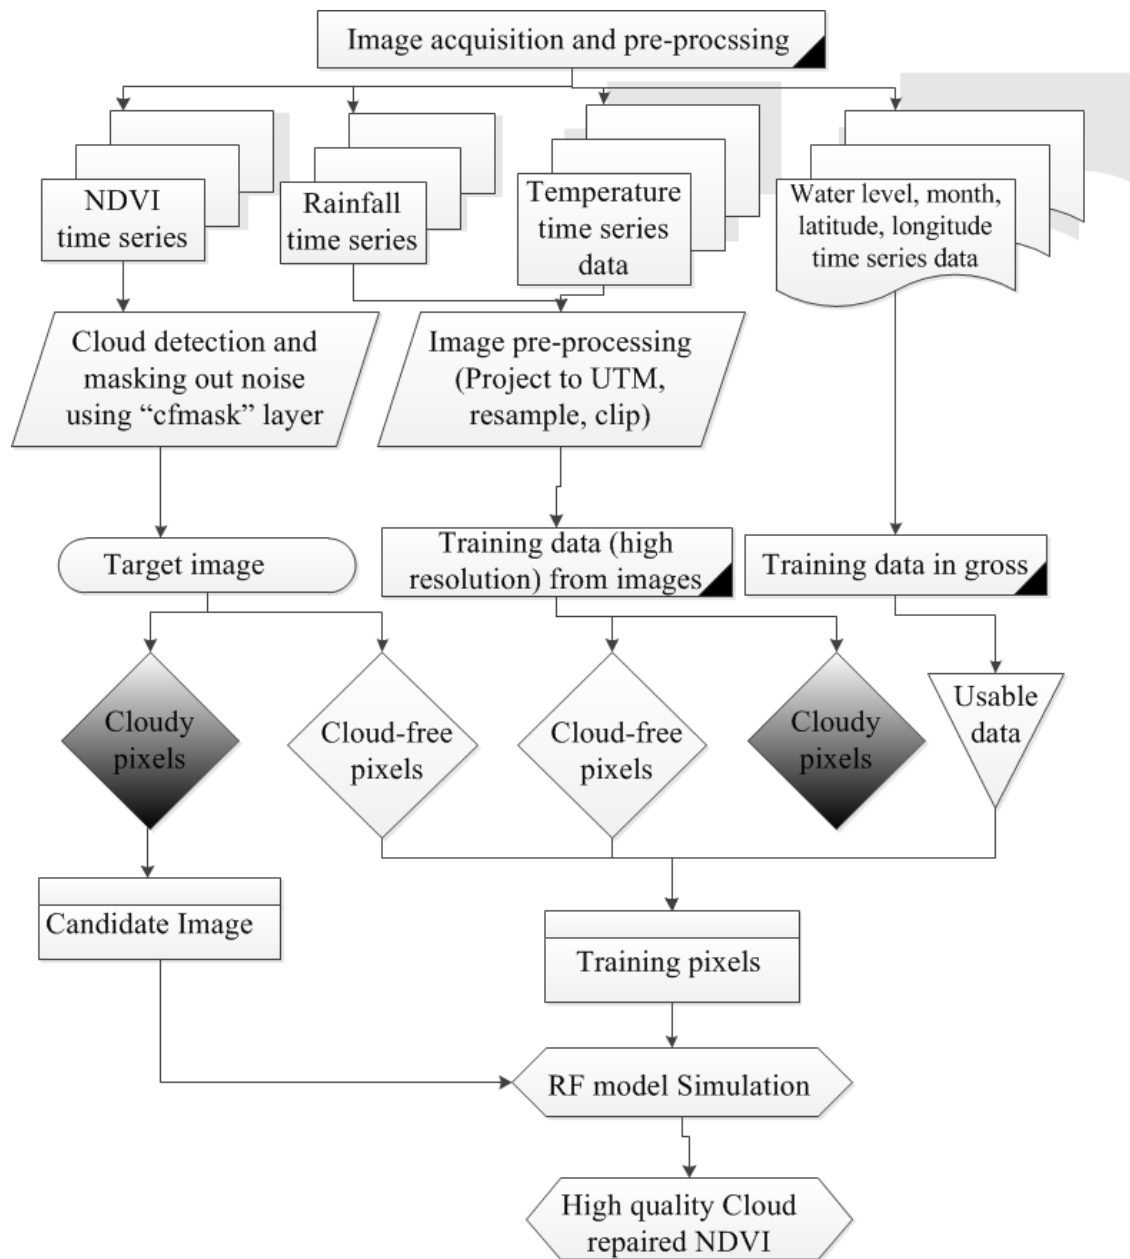 Image acquisition and pre-procssing
NDVI
time series
Rainfall
time series
Temperature
time series
data
Water level, month,
latitude, longitude
time series data
Cloud detection and
masking out noise
using “cfmask” layer
Image pre-processing
(Project to UTM,
resample, clip)
Target image
Training data (high
resolution) from images
Training data in gross
Cloudy
pixels
Cloud-free
pixels
Cloud-free
pixels
Cloudy
pixels
Usable
data
Candidate Image
Training pixels
RF model Simulation
High quality Cloud
repaired NDVI